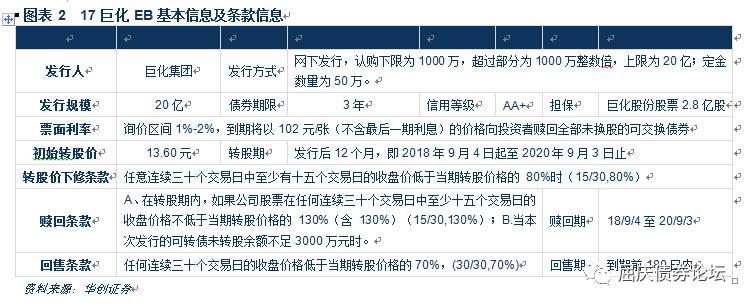 图表 2 17 巨化 EB 基本信息及条款信息
发行人 巨化集团 发行方式 网下发行，认购下限为 1000 万，超过部分为 1000 万整数值，上限为 20 亿；定金
数量为 50 万。
发行规模 20 亿 债券期限 3 年 信用等级 AA+ 担保 巨化股份股票 2.8 亿股
票面利率 询价区间 1%-2%，到期将以 102 元/张（不含最后一期利息）的价格向投资者赎回全部未换股的可交换债券
初始转股价 13.60 元 转股期 发行后 12 个月，即 2018 年 9 月 4 日起至 2020 年 9 月 3 日止
转股价下修条款 任意连续三十个交易日中至少有十五个交易日的收盘价低于当期转股价格的 80%时（15/30,80%）
赎回条款 A、在转股期内，如果公司股票在任何连续三十个交易日中至少十五个交易日的
收盘价格不低于当期转股价格的 130%（含 130%）（15/30,130%）；B.当本
次发行的可转债未转股余额不足 3000 万元时。
赎回期 18/9/4 至 20/9/3
回售条款 任何连续三十个交易日的收盘价格低于当期转股价格的 70%，(30/30,70%) 回售期 到期前 180 日内
资料来源：华创证券
屈庆债券论坛